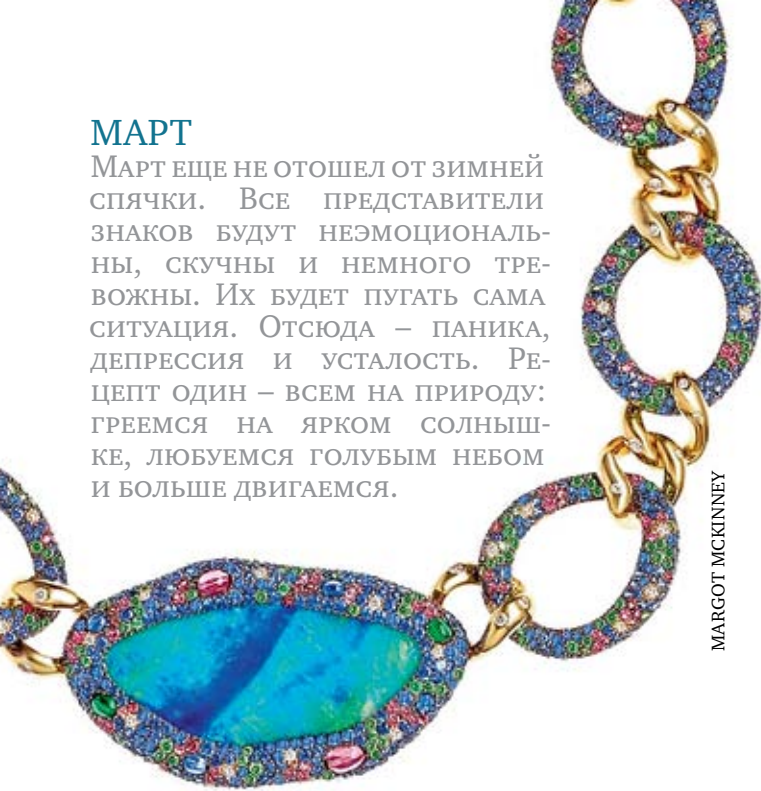 МАРТ
Март еще не отошел от зимней
спячки. Все представители
знаков будут неэмоциональ-
ны, скучны и немного тре-
вожны. Их будет пугать сама
ситуация. Отсюда – паника,
депрессия и усталость. Ре-
цепт один – всем на природу:
греемся на ярком солныш-
ке, любуемся голубым небом
и больше двигаемся.
MARGOT MCKINNEY